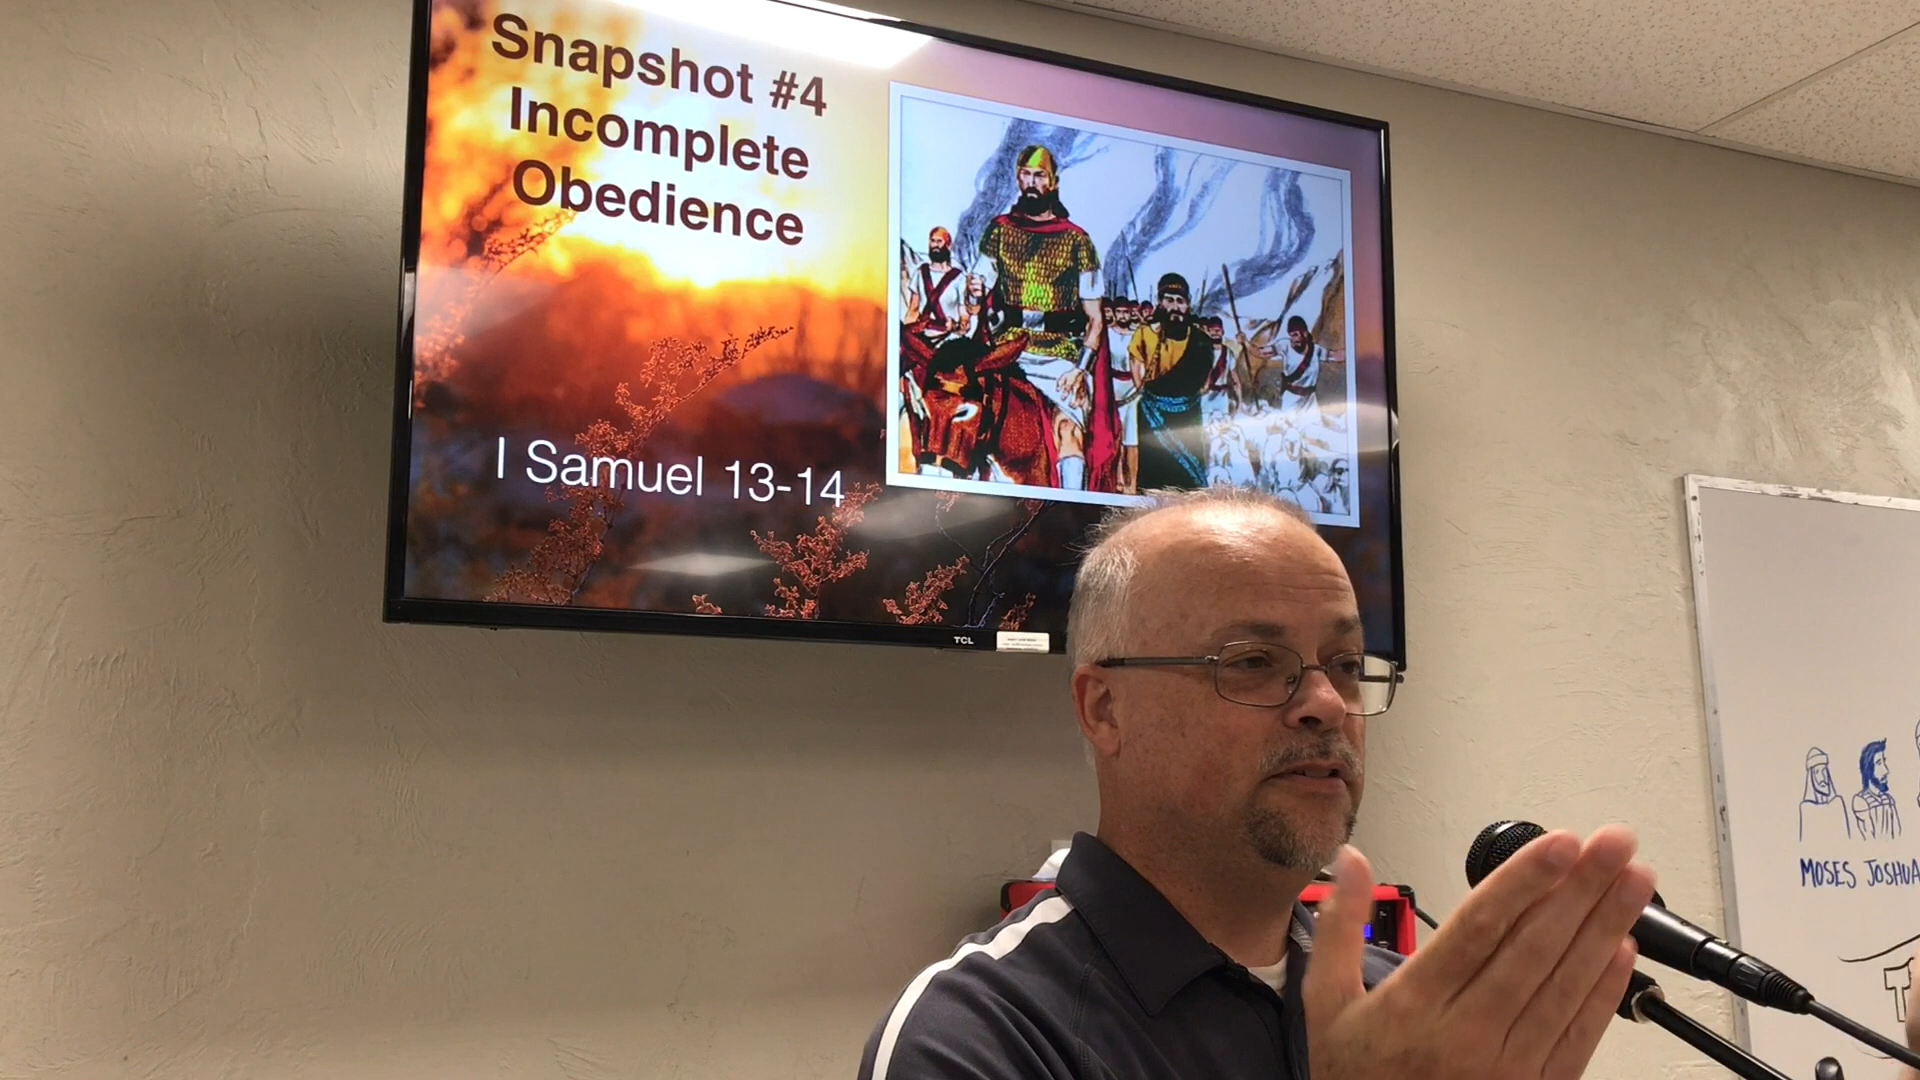 Snapshot #4
Incomplete
Obedience
I Samuel 13-14
TCL
MOSES JOSHUA